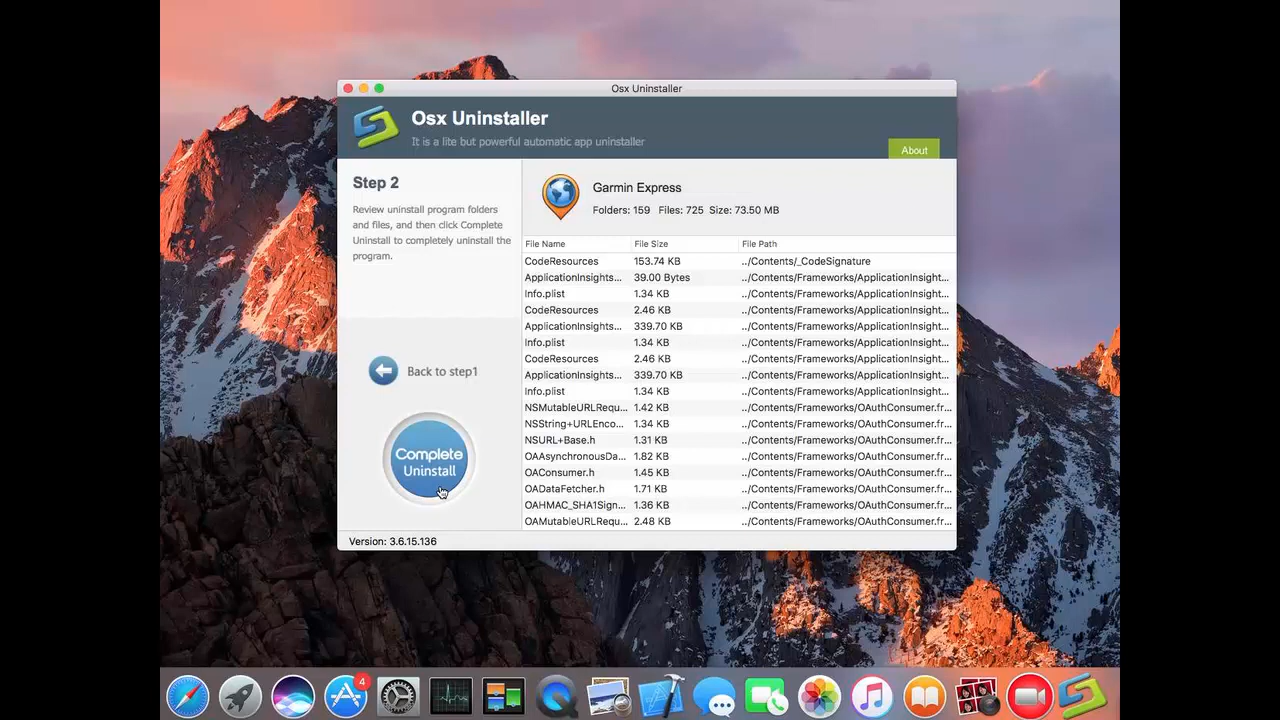 Osx Uninstaller
Osx Uninstaller
It is a lite but powerful automatic app uninstaller
About
Step 2
Review uninstall program folders
and files, and then click Complete
Uninstall to completely uninstall the
program.
Back to step1
Complete
Uninstall
Garmin Express
Folders: 159 Files: 725 Size: 73.50 MB
File Name File Size File Path
CodeResources 153.74 KB ../Contents/_CodeSignature
ApplicationInsights... 39.00 Bytes ../Contents/Frameworks/ApplicationInsight...
Info.plist 1.34 KB ../Contents/Frameworks/ApplicationInsight...
CodeResources 2.46 KB ../Contents/Frameworks/ApplicationInsight...
ApplicationInsights... 339.70 KB ../Contents/Frameworks/ApplicationInsight...
Info.plist 1.34 KB ../Contents/Frameworks/ApplicationInsight...
CodeResources 2.46 KB ../Contents/Frameworks/ApplicationInsight...
ApplicationInsights... 339.70 KB ../Contents/Frameworks/ApplicationInsight...
Info.plist 1.34 KB ../Contents/Frameworks/ApplicationInsight...
NSMutableURLRequ... 1.42 KB ../Contents/Frameworks/OAuthConsumer.fr...
NSString+URLEnco... 1.34 KB ../Contents/Frameworks/OAuthConsumer.fr...
NSURL+Base.h 1.31 KB ../Contents/Frameworks/OAuthConsumer.fr...
OAAsynchronousDa... 1.82 KB ../Contents/Frameworks/OAuthConsumer.fr...
OAConsumer.h 1.45 KB ../Contents/Frameworks/OAuthConsumer.fr...
OADataFetcher.h 1.71 KB ../Contents/Frameworks/OAuthConsumer.fr...
OAHMAC_SHA1Sign... 1.36 KB ../Contents/Frameworks/OAuthConsumer.fr...
OAMutableURLRequ... 2.48 KB ../Contents/Frameworks/OAuthConsumer.fr...
Version: 3.6.15.136
4